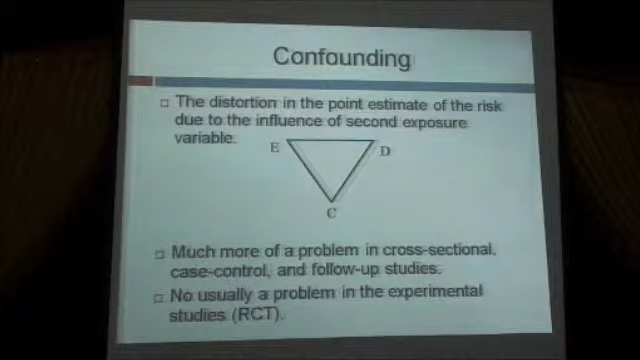 Confounding
The distortion in the point estimate of the risk
due to the influence of second exposure
variable.
E
D
C
Much more of a problem in cross-sectional,
case-control, and follow-up studies.
No usually a problem in the experimental
studies (RCT).